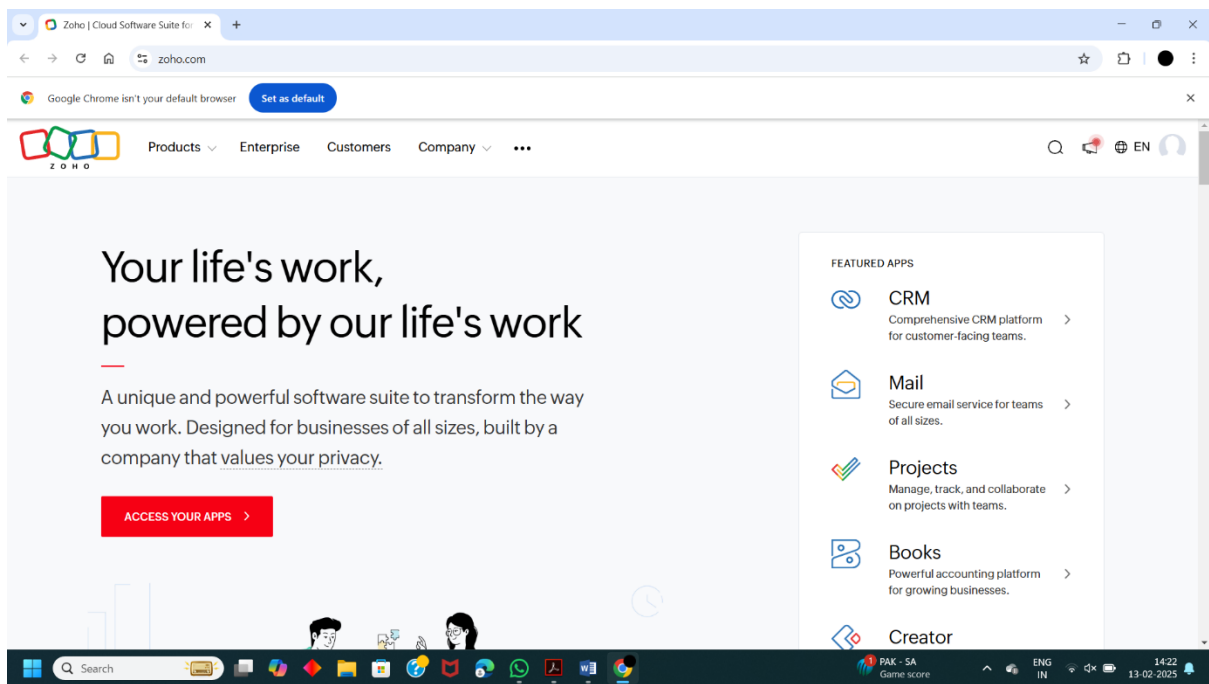 Zoho | Cloud Software Suite for
zoho.com
Google Chrome isn't your default browser Set as default
ZOHO
Products Enterprise Customers Company
EN
Your life's work,
powered by our life's work
A unique and powerful software suite to transform the way
you work. Designed for businesses of all sizes, built by a
company that values your privacy.
ACCESS YOUR APPS
FEATURED APPS
CRM
Comprehensive CRM platform
for customer-facing teams.
Mail
Secure email service for teams
of all sizes.
Projects
Manage, track, and collaborate
on projects with teams.
Books
Powerful accounting platform
for growing businesses.
Creator
Search
1
PAK - SA
Game score
ENG
IN
14:22
13-02-2025